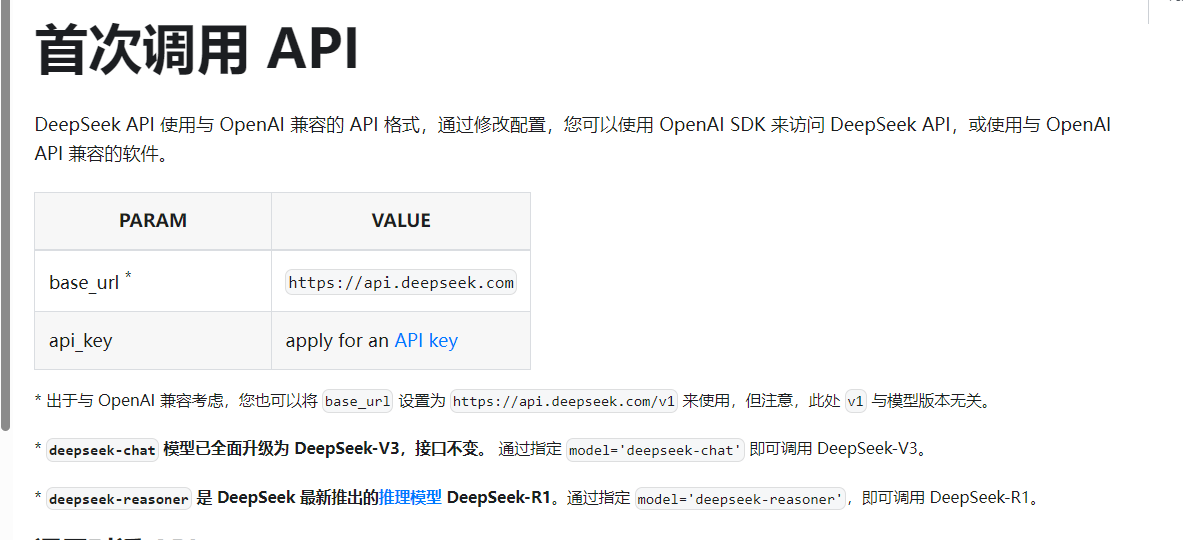 首次调用 API
DeepSeek API 使用与 OpenAI 兼容的 API 格式，通过修改配置，您可以使用 OpenAI SDK 来访问 DeepSeek API，或使用与 OpenAI
API 兼容的软件。
PARAM VALUE
base_url * https://api.deepseek.com
api_key apply for an API key
* 出于与 OpenAI 兼容考虑，您也可以将 base_url 设置为 https://api.deepseek.com/v1 来使用，但注意，此处 v1 与模型版本无关。
* deepseek-chat 模型已全面升级为 DeepSeek-V3，接口不变。 通过指定 model='deepseek-chat' 即可调用 DeepSeek-V3。
* deepseek-reasoner 是 DeepSeek 最新推出的推理模型 DeepSeek-R1。通过指定 model='deepseek-reasoner'，即可调用 DeepSeek-R1。